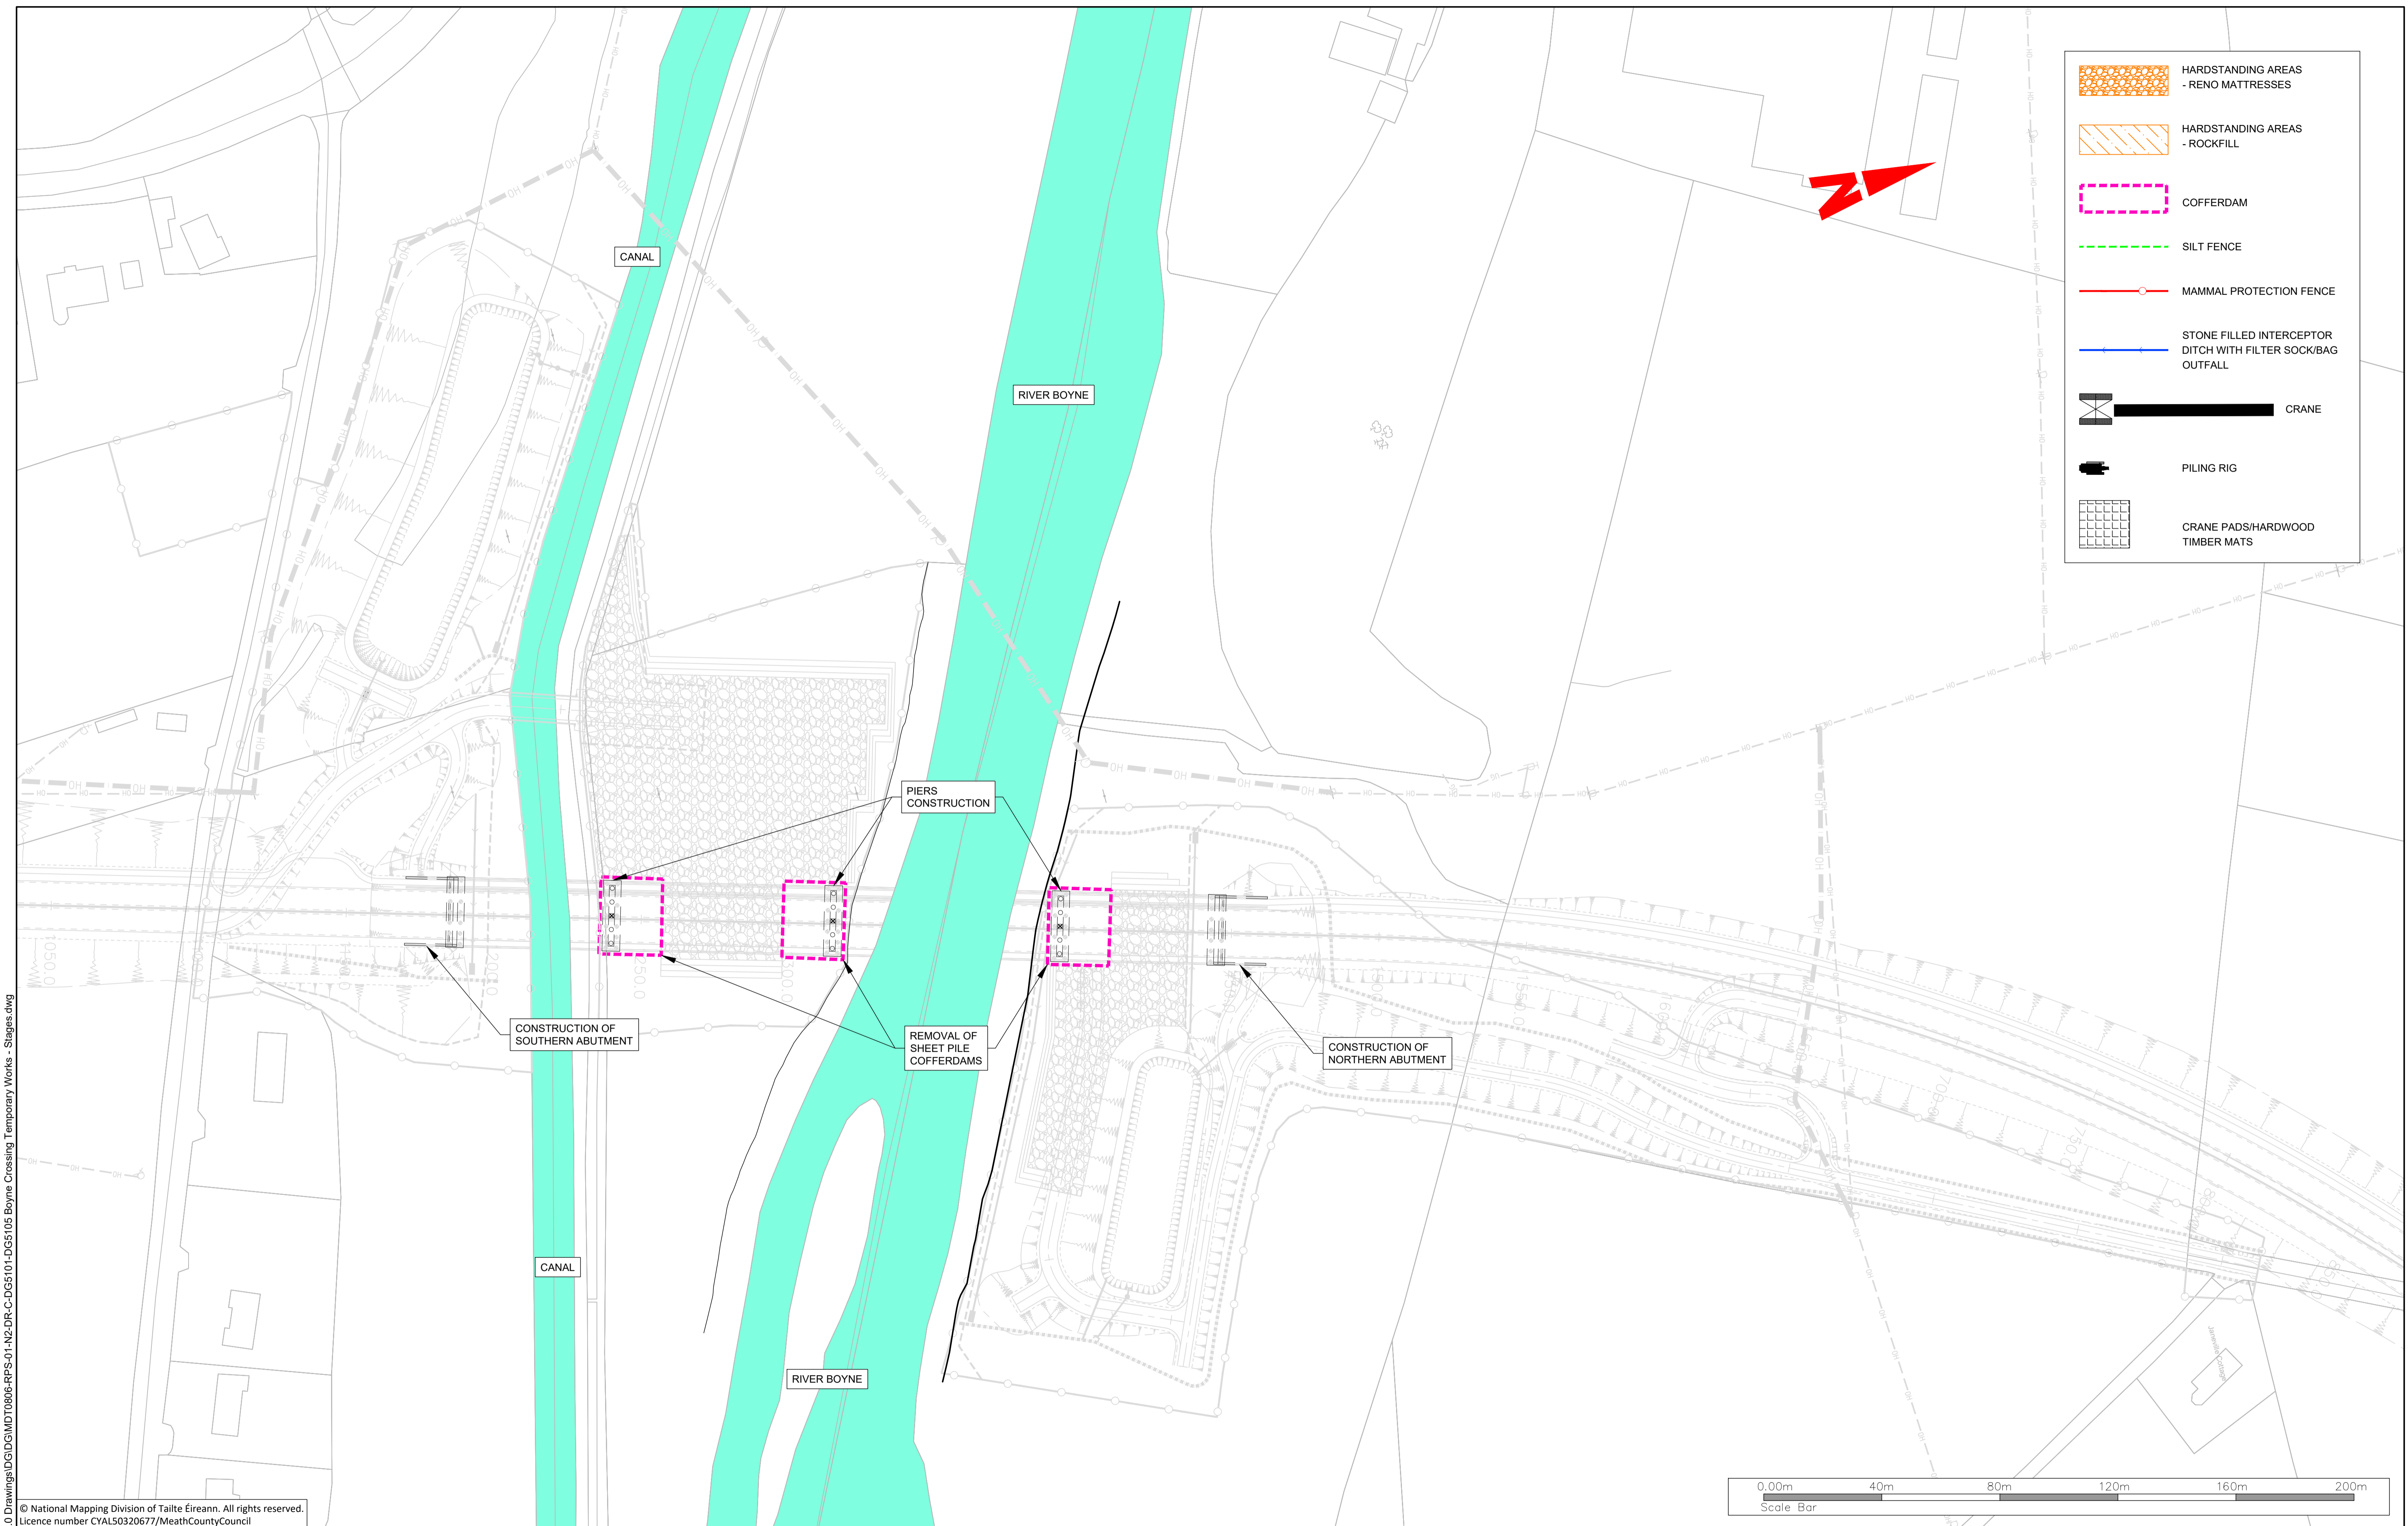 HARDSTANDING AREAS
- RENO MATTRESSES
HARDSTANDING AREAS
- ROCKFILL
COFFERDAM
SILT FENCE
MAMMAL PROTECTION FENCE
STONE FILLED INTERCEPTOR
DITCH WITH FILTER SOCK/BAG
OUTFALL
CRANE
PILING RIG
CRANE PADS/HARDWOOD
TIMBER MATS
N
CANAL
RIVER BOYNE
PIERS
CONSTRUCTION
CONSTRUCTION OF
SOUTHERN ABUTMENT
REMOVAL OF
SHEET PILE
COFFERDAMS
CONSTRUCTION OF
NORTHERN ABUTMENT
CANAL
RIVER BOYNE
Janeville Cottage
0.00m 40m 80m 120m 160m 200m
Scale Bar
.0 Drawings\DG\DG\MDT0806-RPS-01-N2-DR-C-DG5101-DG5105 Boyne Crossing Temporary Works - Stages.dwg
© National Mapping Division of Tailte Éireann. All rights reserved.
Licence number CYAL50320677/MeathCountyCouncil